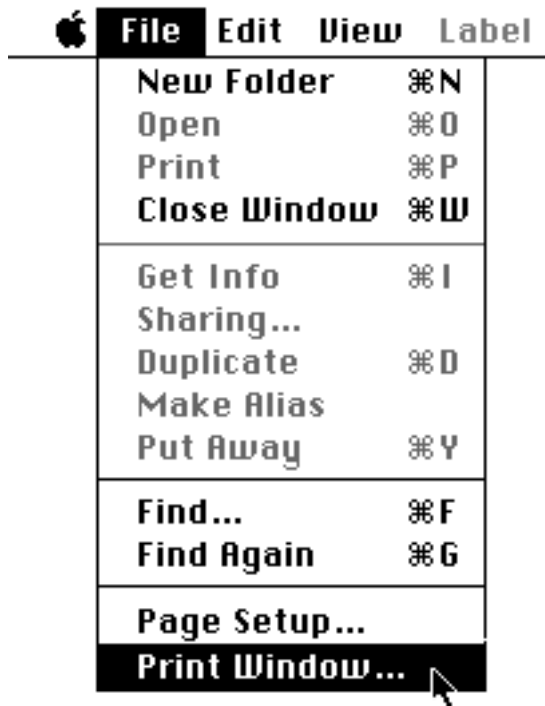 File Edit View Label
New Folder ⌘N
Open ⌘O
Print ⌘P
Close Window ⌘W
Get Info ⌘I
Sharing...
Duplicate ⌘D
Make Alias
Put Away ⌘Y
Find... ⌘F
Find Again ⌘G
Page Setup...
Print Window...